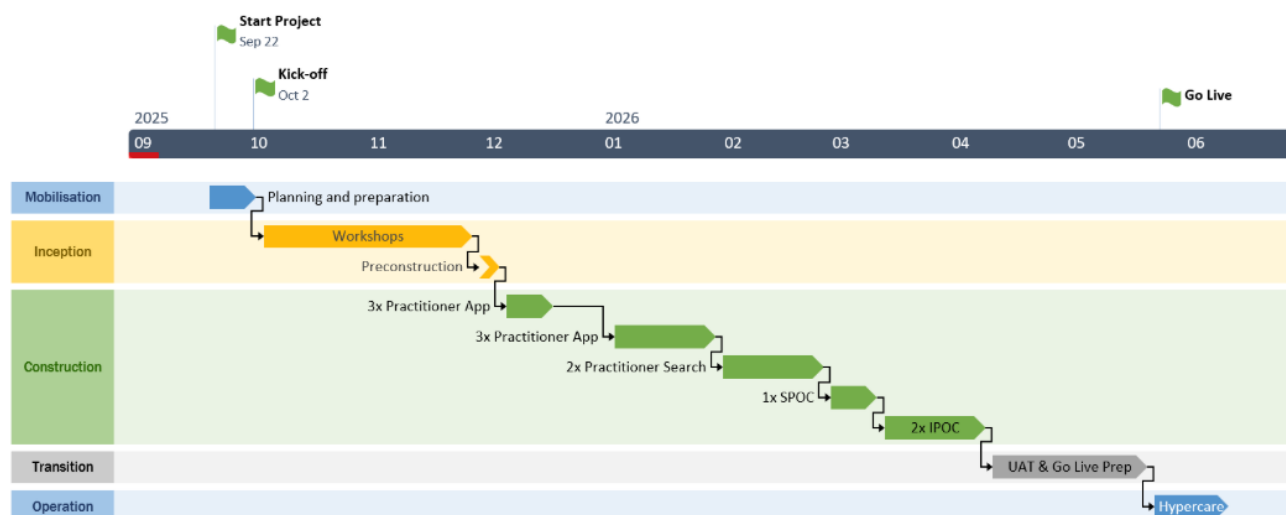 Start Project
Sep 22
Kick-off
Oct 2
Go Live
2025 2026
09 10 11 12 01 02 03 04 05 06
Mobilisation Planning and preparation
Inception
Workshops
Preconstruction
Construction
3x Practitioner App
3x Practitioner App
2x Practitioner Search
1x SPOC
2x IPOC
Transition UAT & Go Live Prep
Operation Hypercare